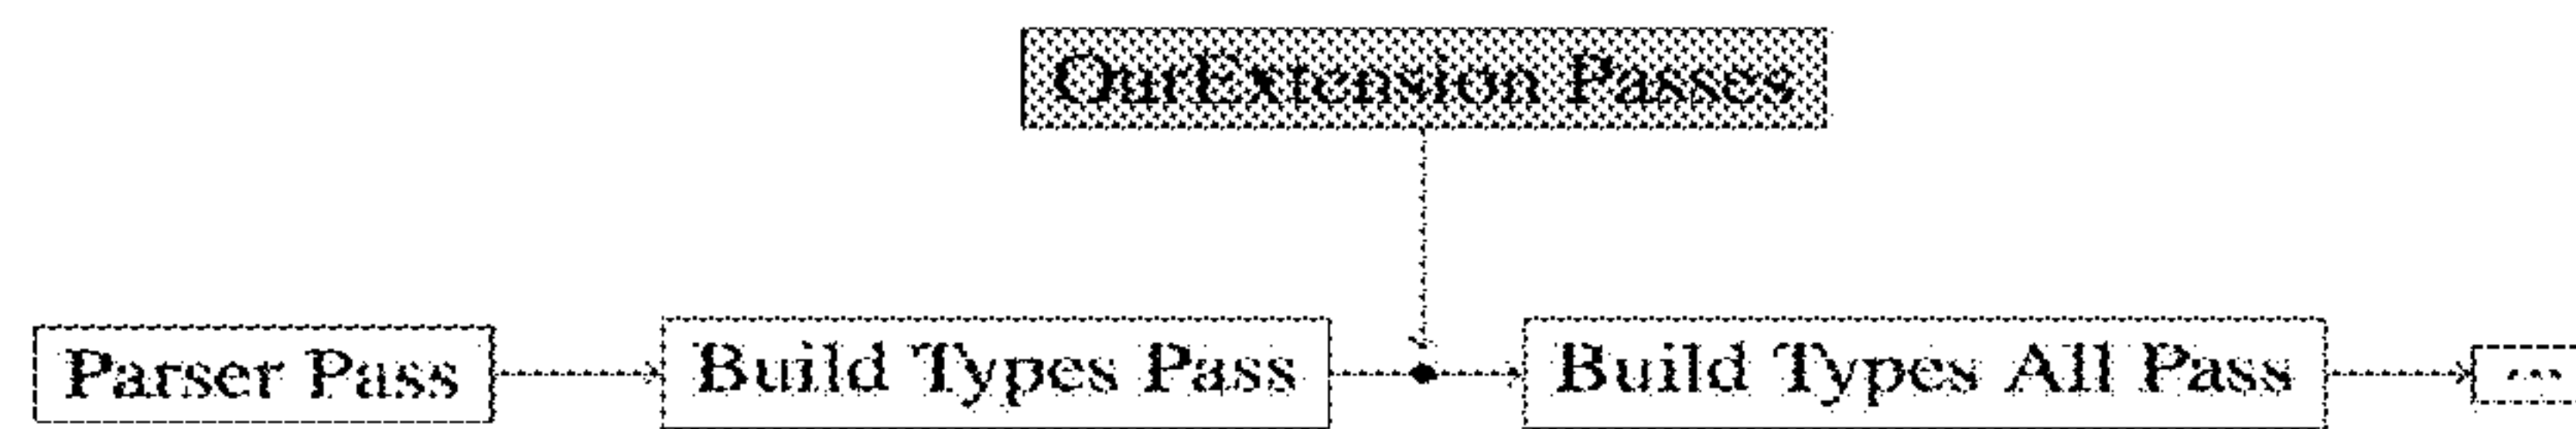 OurExtension Passes
Parser Pass
Build Types Pass
Build Types All Pass
...